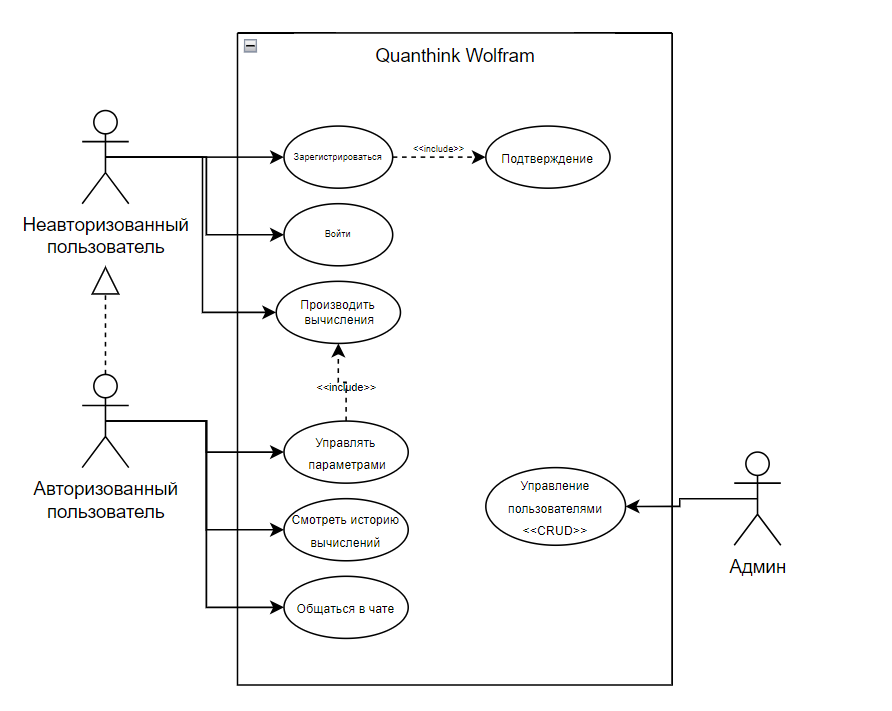 Quanthink Wolfram
Зарегистрироваться
<<include>>
Подтверждение
Неавторизованный
пользователь
Войти
Производить
вычисления
<<include>>
Авторизованный
пользователь
Управлять
параметрами
Смотреть историю
вычислений
Общаться в чате
Управление
пользователями
<<CRUD>>
Админ